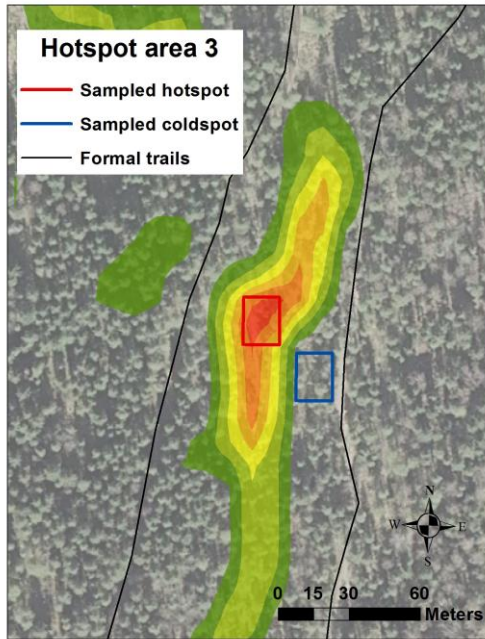 Hotspot area 3
Sampled hotspot
Sampled coldspot
Formal trails
N
W E
S
0 15 30 60
Meters